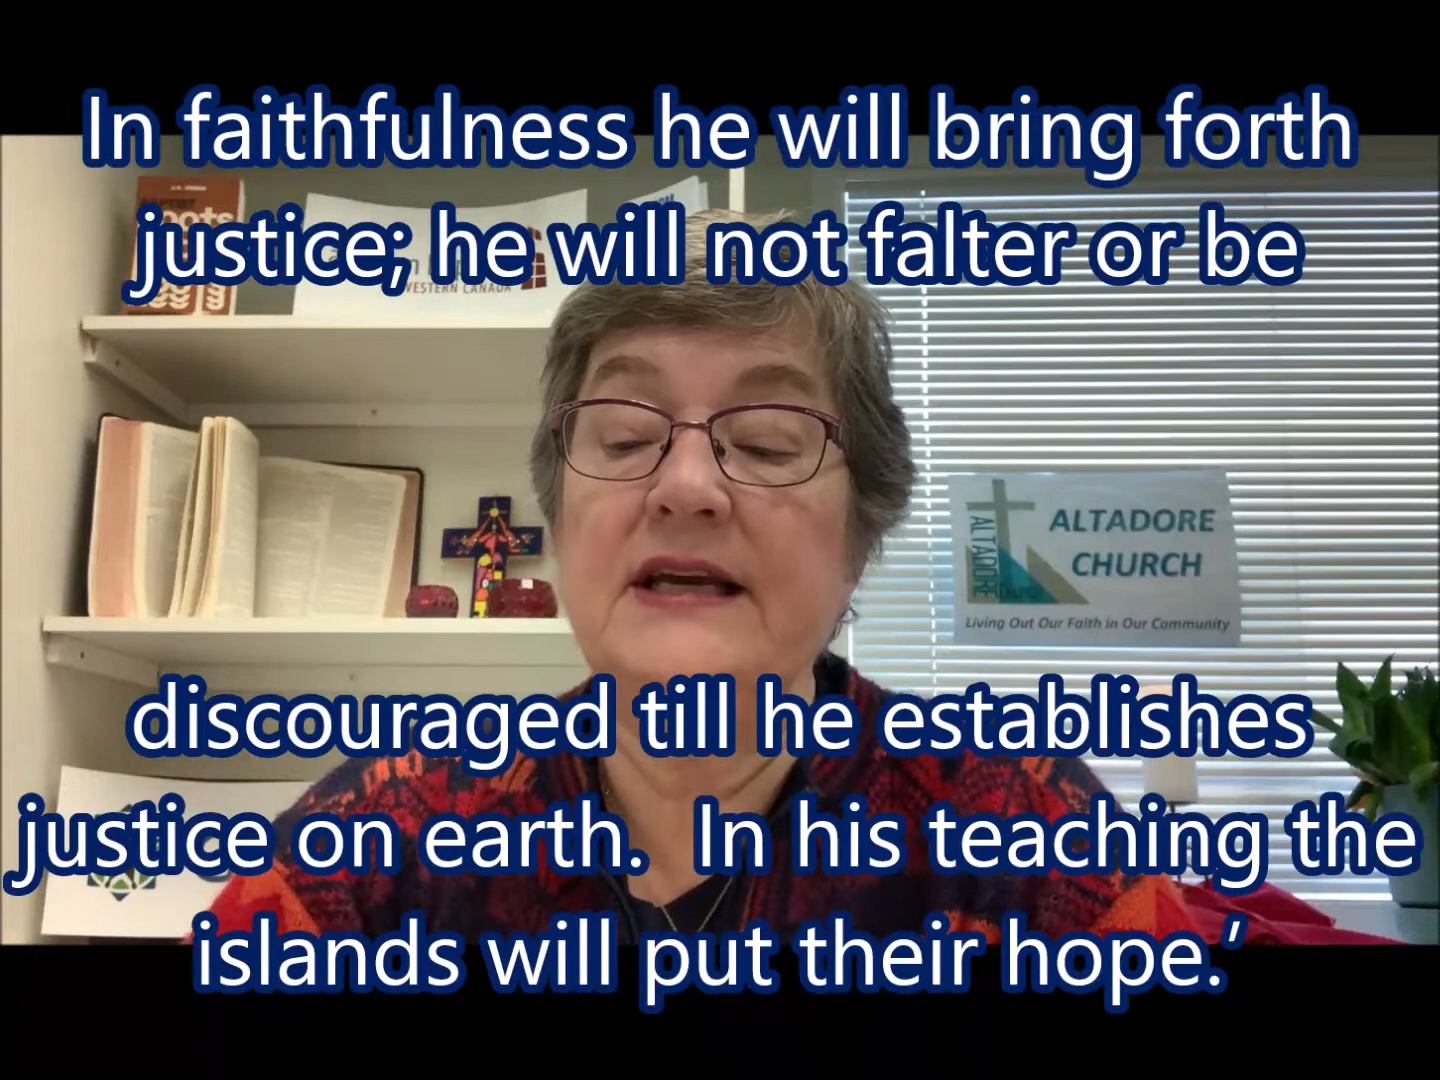 In faithfulness he will bring forth
justice; he will not falter or be
WESTERN CANADA
ALTADORE
CHURCH
ALTADORE
Living Out Our Faith in Our Community
discouraged till he establishes
justice on earth.  In his teaching the
islands will put their hope.’